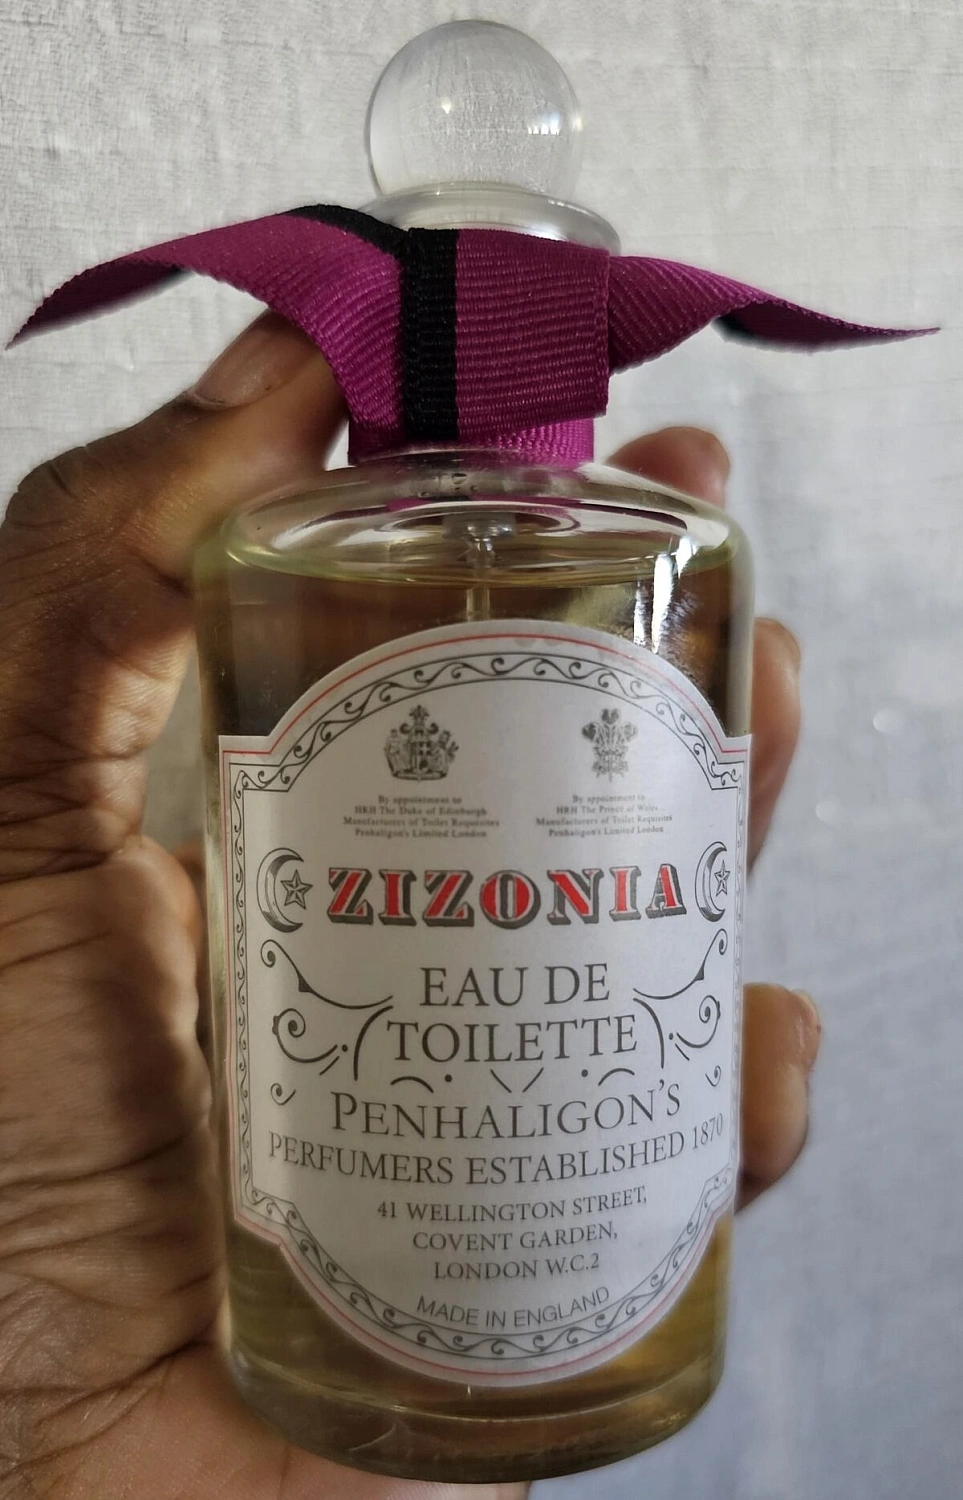 By appointment to
HRH The Duke of Edinburgh
Manufacturers of Toilet Requisites
Penhaligon's Limited London
By appointment to
HRH The Prince of Wales
Manufacturers of Toilet Requisites
Penhaligon's Limited London
ZIZONIA
EAU DE
TOILETTE
PENHALIGON'S
PERFUMERS ESTABLISHED 1870
41 WELLINGTON STREET,
COVENT GARDEN,
LONDON W.C.2
MADE IN ENGLAND